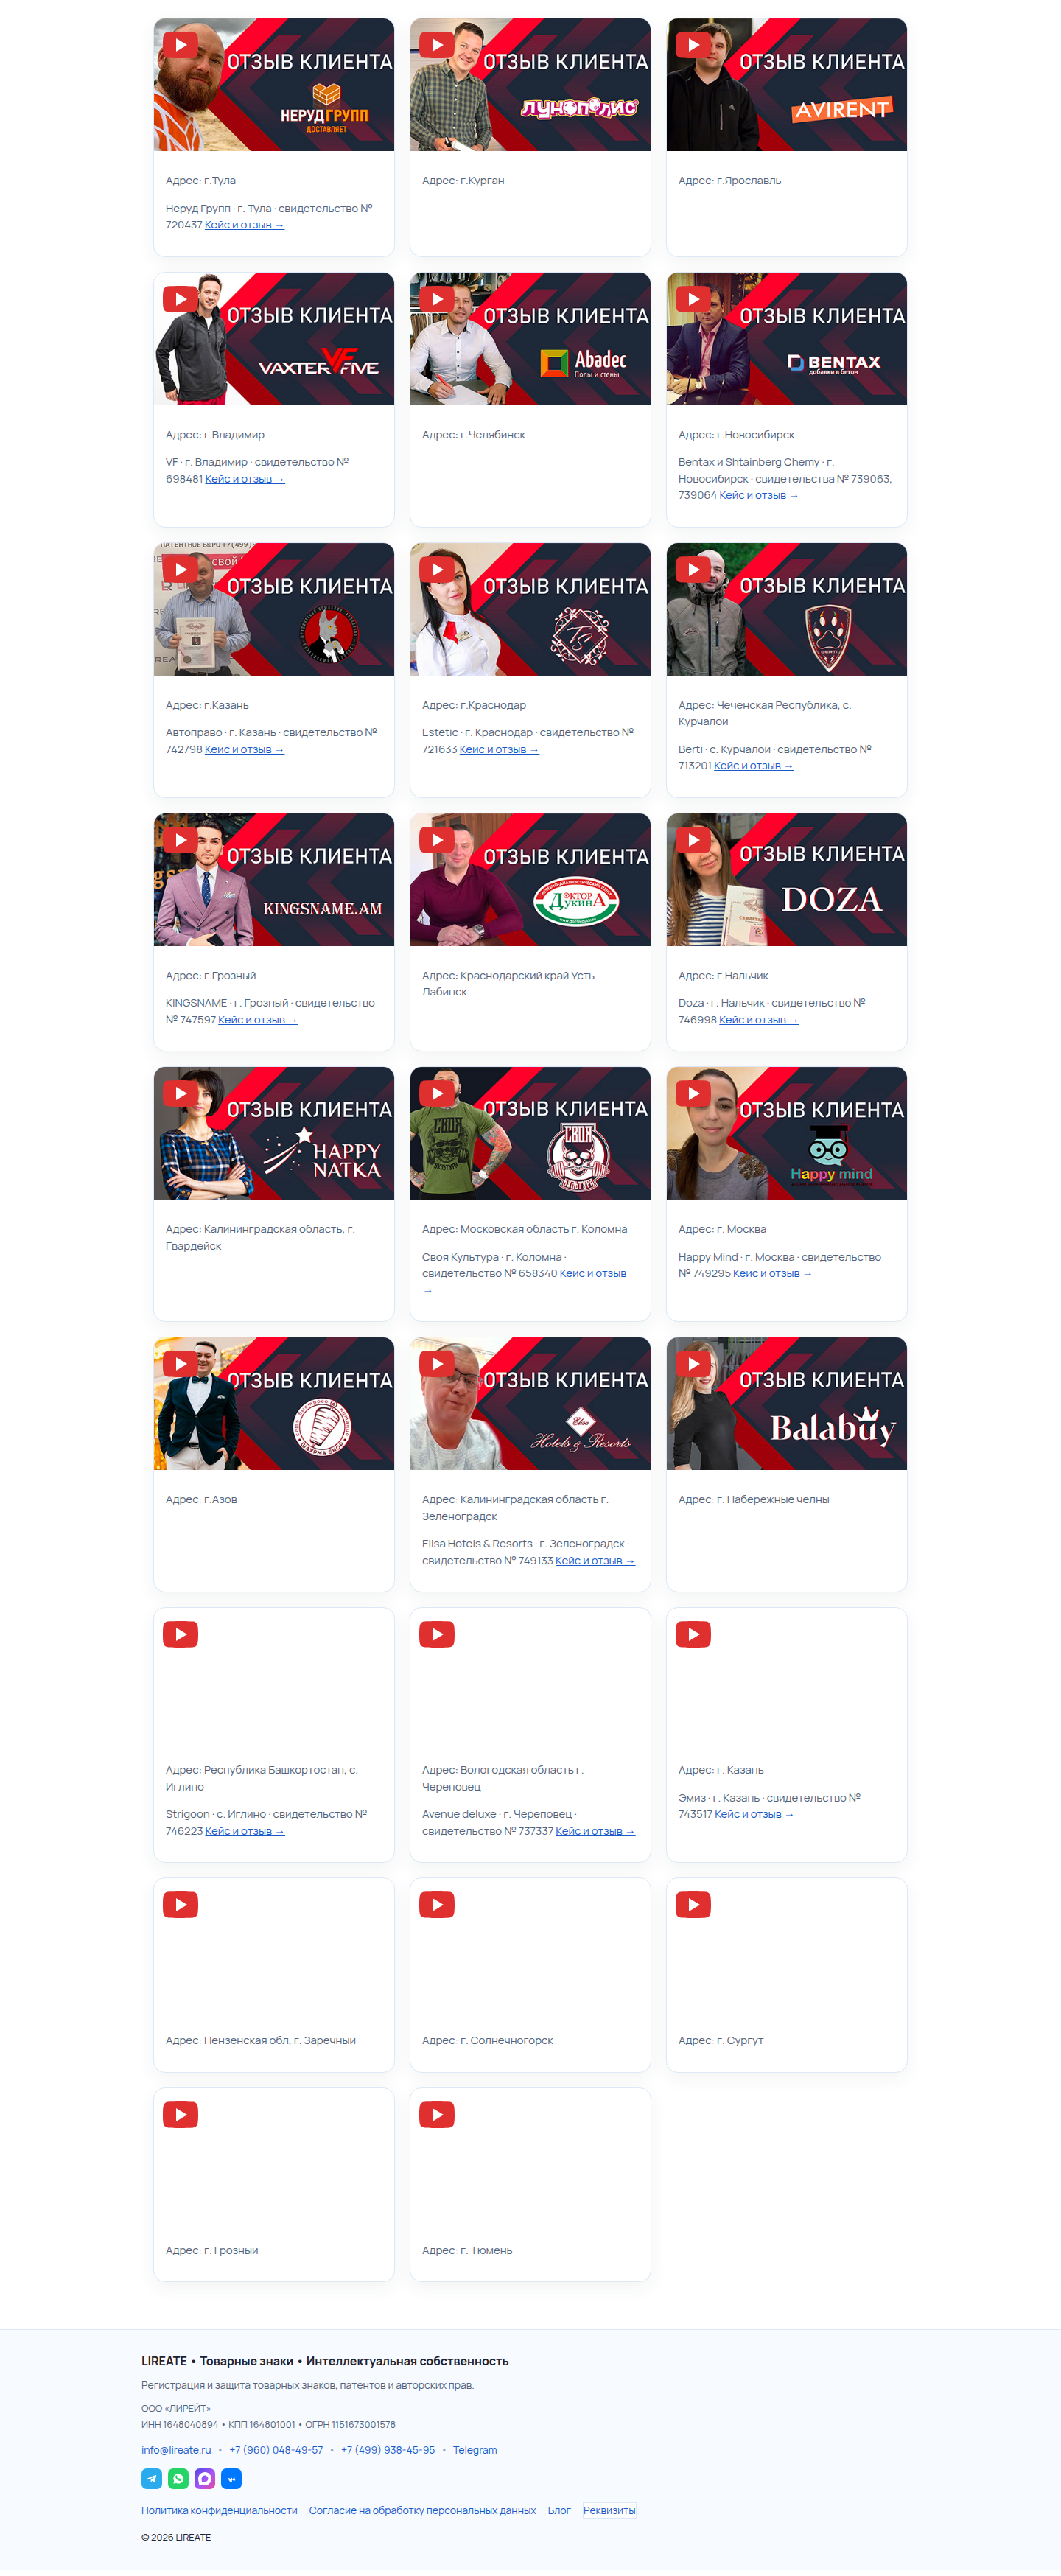 ОТЗЫВ КЛИЕНТА
НЕРУДГРУПП
ДОСТАВЛЯЕТ
ОТЗЫВ КЛИЕНТА
ЛУНОПОЛИС
ОТЗЫВ КЛИЕНТА
AVIRENT
Адрес: г.Тула
Неруд Групп · г. Тула · свидетельство №
720437 Кейс и отзыв →
Адрес: г.Курган
Адрес: г.Ярославль
ОТЗЫВ КЛИЕНТА
VF
VAXTER FIVE
ОТЗЫВ КЛИЕНТА
Abadec
Полы и стены
ОТЗЫВ КЛИЕНТА
BENTAX
добавки в бетон
Адрес: г.Владимир
VF · г. Владимир · свидетельство №
698481 Кейс и отзыв →
Адрес: г.Челябинск
Адрес: г.Новосибирск
Bentax и Shtainberg Chemy · г.
Новосибирск · свидетельства № 739063,
739064 Кейс и отзыв →
ОТЗЫВ КЛИЕНТА
ОТЗЫВ КЛИЕНТА
ОТЗЫВ КЛИЕНТА
BERTI
Адрес: г.Казань
Автоправо · г. Казань · свидетельство №
742798 Кейс и отзыв →
Адрес: г.Краснодар
Estetic · г. Краснодар · свидетельство №
721633 Кейс и отзыв →
Адрес: Чеченская Республика, с.
Курчалой
Berti · с. Курчалой · свидетельство №
713201 Кейс и отзыв →
ОТЗЫВ КЛИЕНТА
KINGSNAME.AM
ОТЗЫВ КЛИЕНТА
ДОКТОР
ДУКИНА
ОТЗЫВ КЛИЕНТА
DOZA
Адрес: г.Грозный
KINGSNAME · г. Грозный · свидетельство
№ 747597 Кейс и отзыв →
Адрес: Краснодарский край Усть-
Лабинск
Адрес: г.Нальчик
Doza · г. Нальчик · свидетельство №
746998 Кейс и отзыв →
ОТЗЫВ КЛИЕНТА
HAPPY
NATKA
ОТЗЫВ КЛИЕНТА
СВОЯ
КУЛЬТУРА
ОТЗЫВ КЛИЕНТА
Happy mind
Адрес: Калининградская область, г.
Гвардейск
Адрес: Московская область г. Коломна
Своя Культура · г. Коломна ·
свидетельство № 658340 Кейс и отзыв
→
Адрес: г. Москва
Happy Mind · г. Москва · свидетельство
№ 749295 Кейс и отзыв →
ОТЗЫВ КЛИЕНТА
ШАУРМА SHOP
ОТЗЫВ КЛИЕНТА
Elisa
Hotels & Resorts
ОТЗЫВ КЛИЕНТА
Balabuy
Адрес: г.Азов
Адрес: Калининградская область г.
Зеленоградск
Elisa Hotels & Resorts · г. Зеленоградск ·
свидетельство № 749133 Кейс и отзыв →
Адрес: г. Набережные челны
Адрес: Республика Башкортостан, с.
Иглино
Strigoon · с. Иглино · свидетельство №
746223 Кейс и отзыв →
Адрес: Вологодская область г.
Череповец
Avenue deluxe · г. Череповец ·
свидетельство № 737337 Кейс и отзыв →
Адрес: г. Казань
Эмиз · г. Казань · свидетельство №
743517 Кейс и отзыв →
Адрес: Пензенская обл, г. Заречный
Адрес: г. Солнечногорск
Адрес: г. Сургут
Адрес: г. Грозный
Адрес: г. Тюмень
LIREATE • Товарные знаки • Интеллектуальная собственность
Регистрация и защита товарных знаков, патентов и авторских прав.
ООО «ЛИРЕЙТ»
ИНН 1648040894 • КПП 164801001 • ОГРН 1151673001578
info@lireate.ru • +7 (960) 048-49-57 • +7 (499) 938-45-95 • Telegram
Политика конфиденциальности Согласие на обработку персональных данных Блог Реквизиты
© 2026 LIREATE